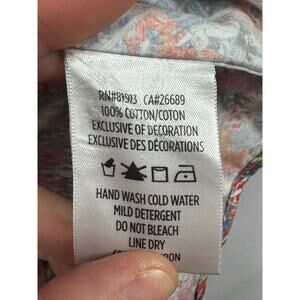 RN#81913 CA#26689
100% COTTON/COTON
EXCLUSIVE OF DECORATION
EXCLUSIVE DES DÉCORATIONS
HAND WASH COLD WATER
MILD DETERGENT
DO NOT BLEACH
LINE DRY